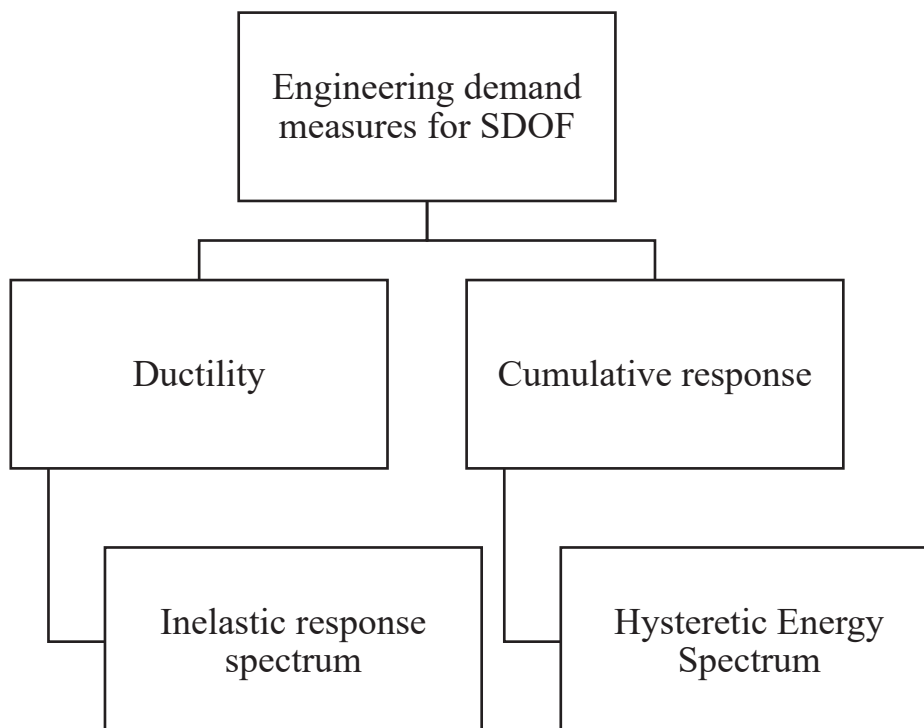 Engineering demand
measures for SDOF
Ductility
Cumulative response
Inelastic response
spectrum
Hysteretic Energy
Spectrum